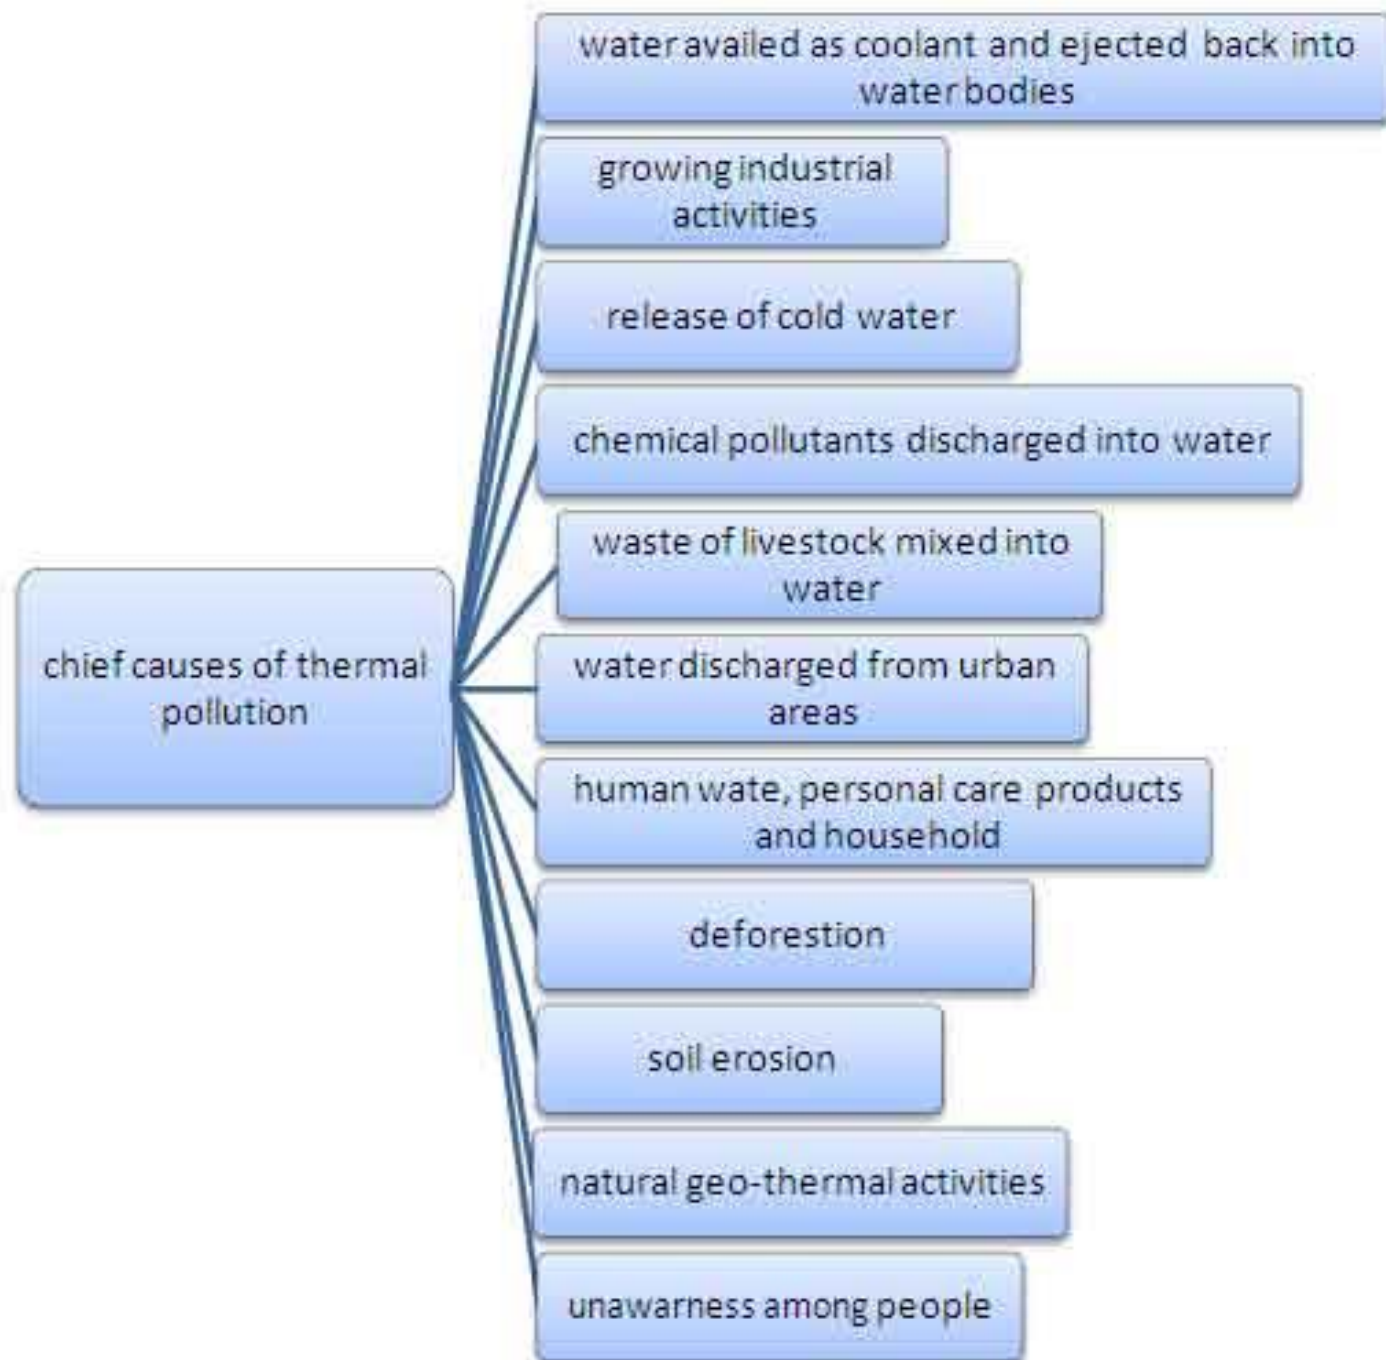 water availed as coolant and ejected back into
water bodies
growing industrial
activities
release of cold water
chemical pollutants discharged into water
waste of livestock mixed into
water
chief causes of thermal
pollution
water discharged from urban
areas
human wate, personal care products
and household
deforestion
soil erosion
natural geo-thermal activities
unawarness among people